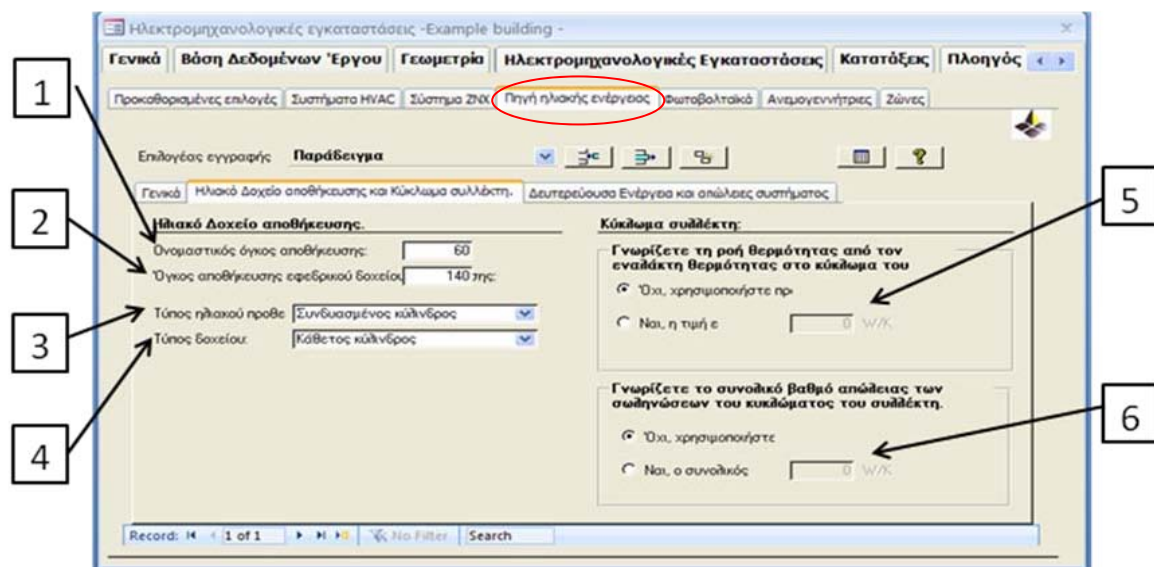 Ηλεκτρομηχανολογικές εγκαταστάσεις -Example building -
Γενικά Βάση Δεδομένων Έργου Γεωμετρία Ηλεκτρομηχανολογικές Εγκαταστάσεις Κατατάξεις Πλοηγός
Προκαθορισμένες επιλογές Συστήματα HVAC Σύστημα ΖΝΧ Πηγή ηλιακής ενέργειας Φωτοβολταϊκά Ανεμογεννήτριες Ζώνες
Επιλογέας εγγραφής Παράδειγμα
Γενικά Ηλιακό Δοχείο αποθήκευσης και Κύκλωμα συλλέκτη. Δευτερεύουσα Ενέργεια και απώλειες συστήματος
1
2
3
4
Ηλιακό Δοχείο αποθήκευσης.
Ονομαστικός όγκος αποθήκευσης: 60
Όγκος αποθήκευσης εφεδρικού δοχείου 140 σης:
Τύπος ηλιακού προθε Συνδυασμένος κύλινδρος
Τύπος δοχείου: Κάθετος κύλινδρος
Κύκλωμα συλλέκτη:
Γνωρίζετε τη ροή θερμότητας από τον
εναλάκτη θερμότητας στο κύκλωμα του
Όχι, χρησιμοποιήστε πρι
Ναι, η τιμή ε 0 W/K
Γνωρίζετε το συνολικό βαθμό απώλειας των
σωληνώσεων του κυκλώματος του συλλέκτη.
Όχι, χρησιμοποιήστε
Ναι, ο συνολικός 0 W/K
5
6
Record: 1 of 1 No Filter Search